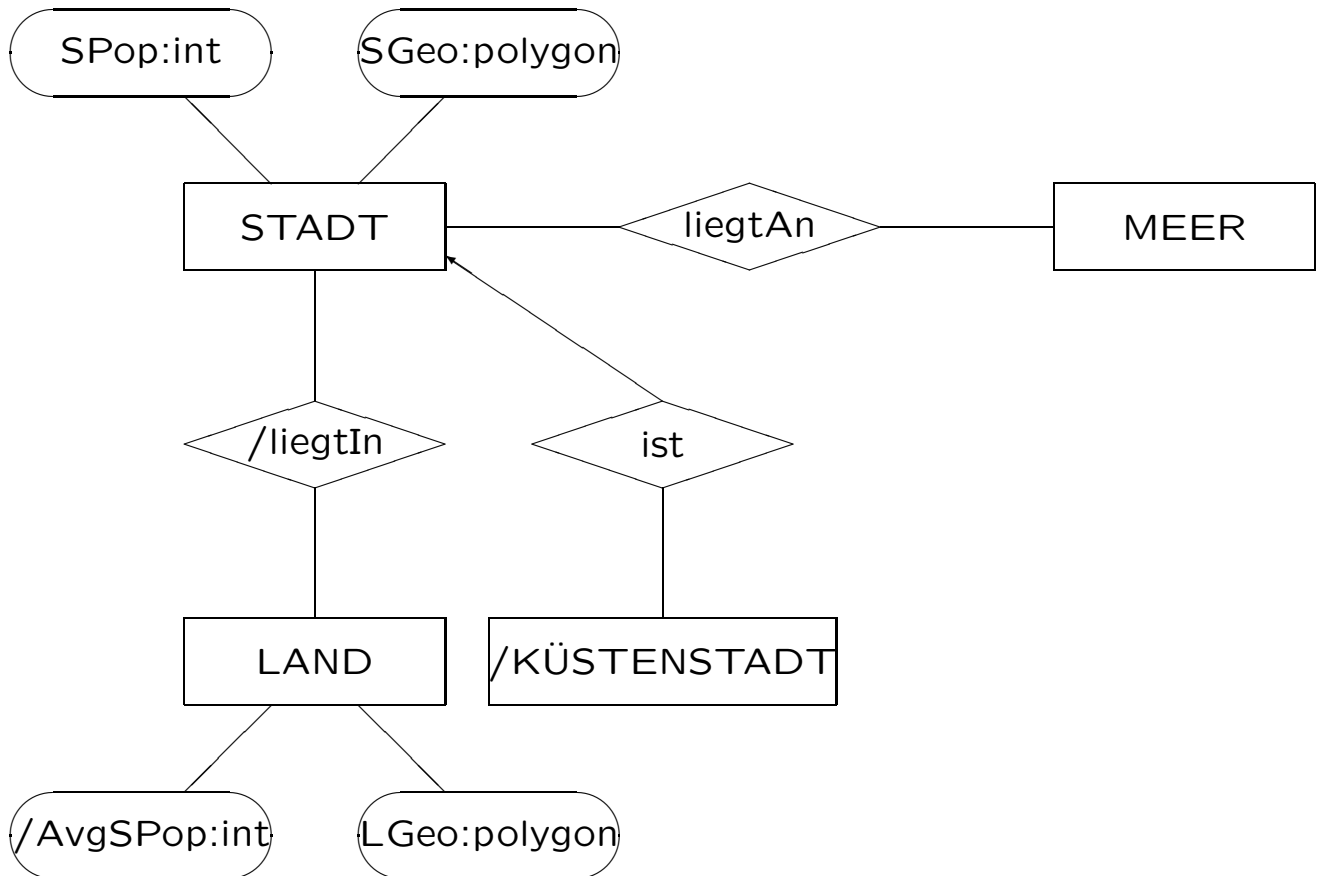 SPop:int
SGeo:polygon
STADT
liegtAn
MEER
/liegtIn
ist
LAND
/KÜSTENSTADT
/AvgSPop:int
LGeo:polygon